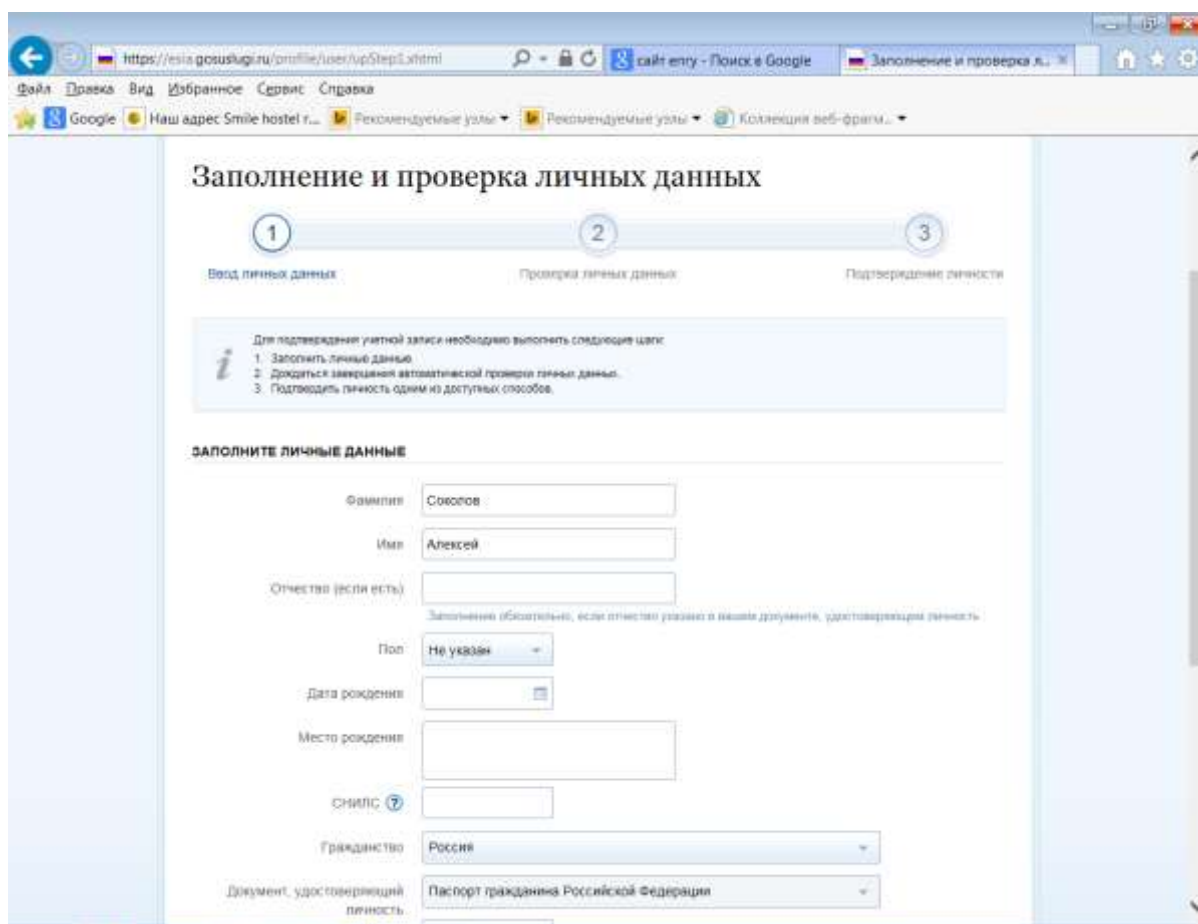 https://esia.gosuslugi.ru/profile/user/upStep1.xhtml
сайт енгу - Поиск в Google
Заполнение и проверка л...
Файл Правка Вид Избранное Сервис Справка
Google Наш адрес Smile hostel г... Рекомендуемые узлы Рекомендуемые узлы Коллекция веб-фрагм...
Заполнение и проверка личных данных
1 2 3
Ввод личных данных Проверка личных данных Подтверждение личности
Для подтверждения учетной записи необходимо выполнить следующие шаги:
1. Заполнить личные данные.
2. Дождаться завершения автоматической проверки личных данных.
3. Подтвердить личность одним из доступных способов.
ЗАПОЛНИТЕ ЛИЧНЫЕ ДАННЫЕ
Фамилия Соколов
Имя Алексей
Отчество (если есть)
Заполнение обязательно, если отчество указано в вашем документе, удостоверяющем личность
Пол Не указан
Дата рождения
Место рождения
СНИЛС ?
Гражданство Россия
Документ, удостоверяющий личность Паспорт гражданина Российской Федерации